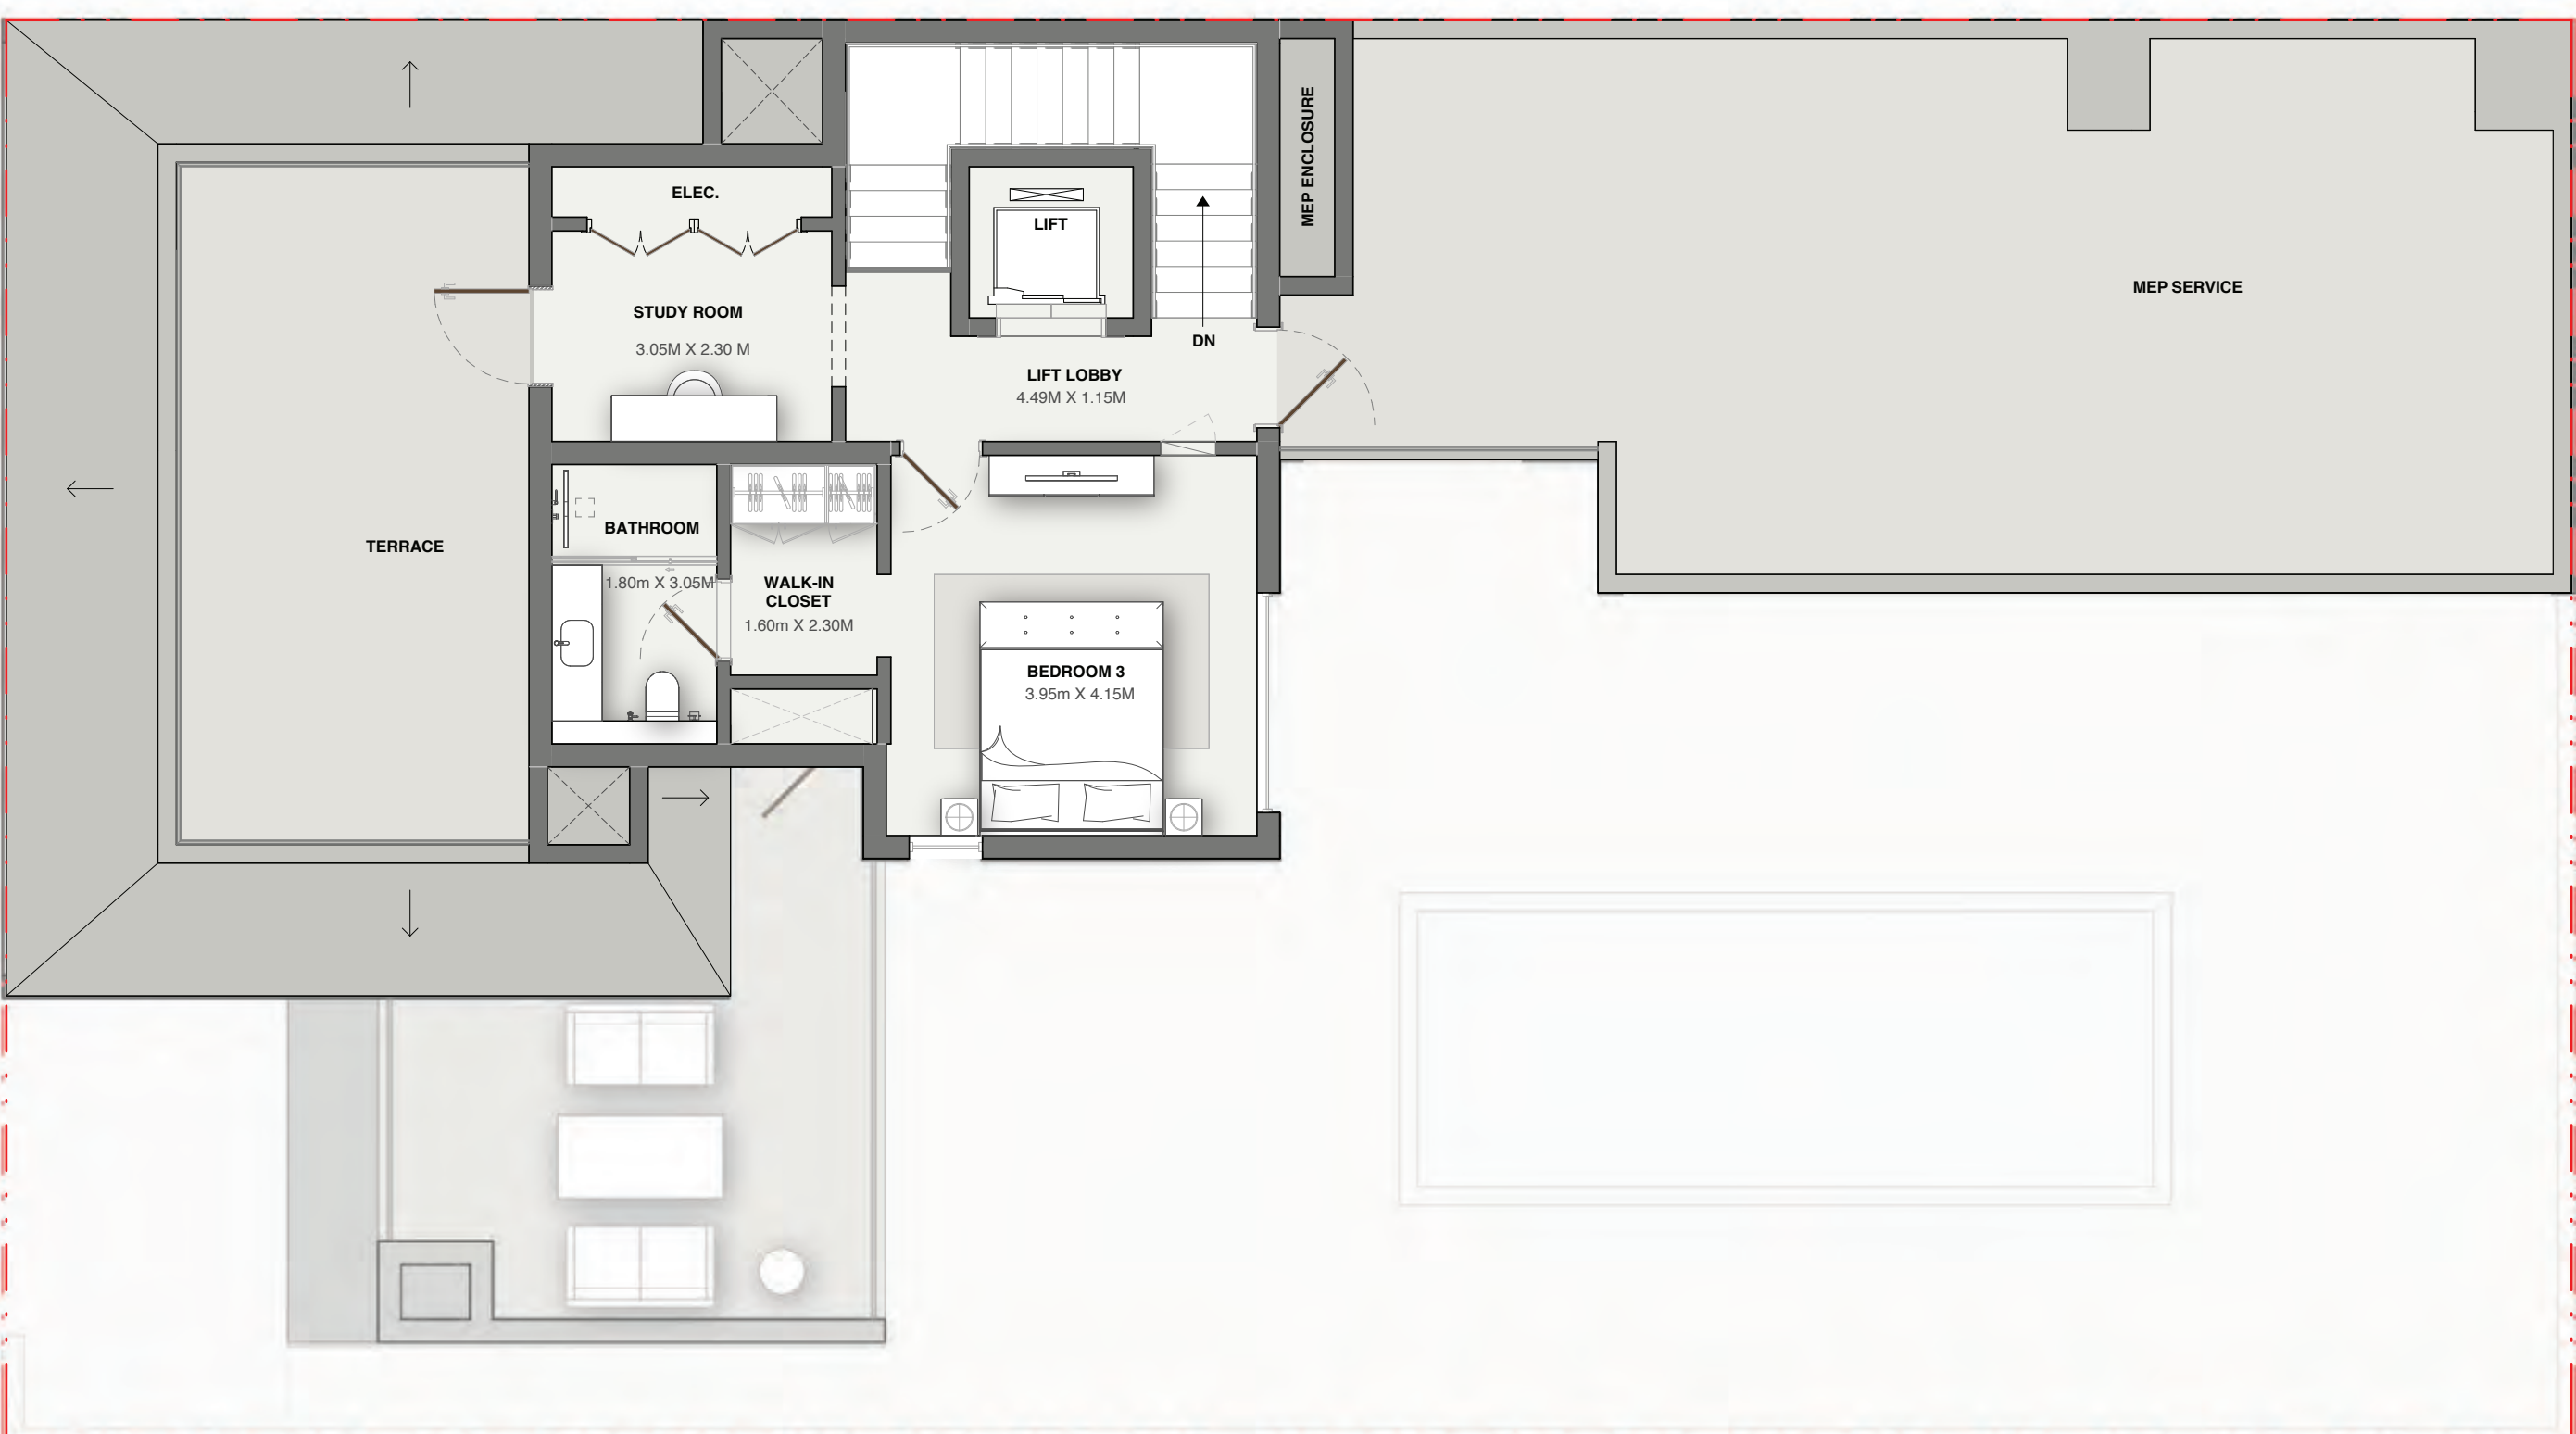 MEP ENCLOSURE
ELEC.
LIFT
MEP SERVICE
STUDY ROOM
3.05M X 2.30 M
DN
LIFT LOBBY
4.49M X 1.15M
BATHROOM
1.80m X 3.05M
TERRACE
WALK-IN
CLOSET
1.60m X 2.30M
BEDROOM 3
3.95m X 4.15M